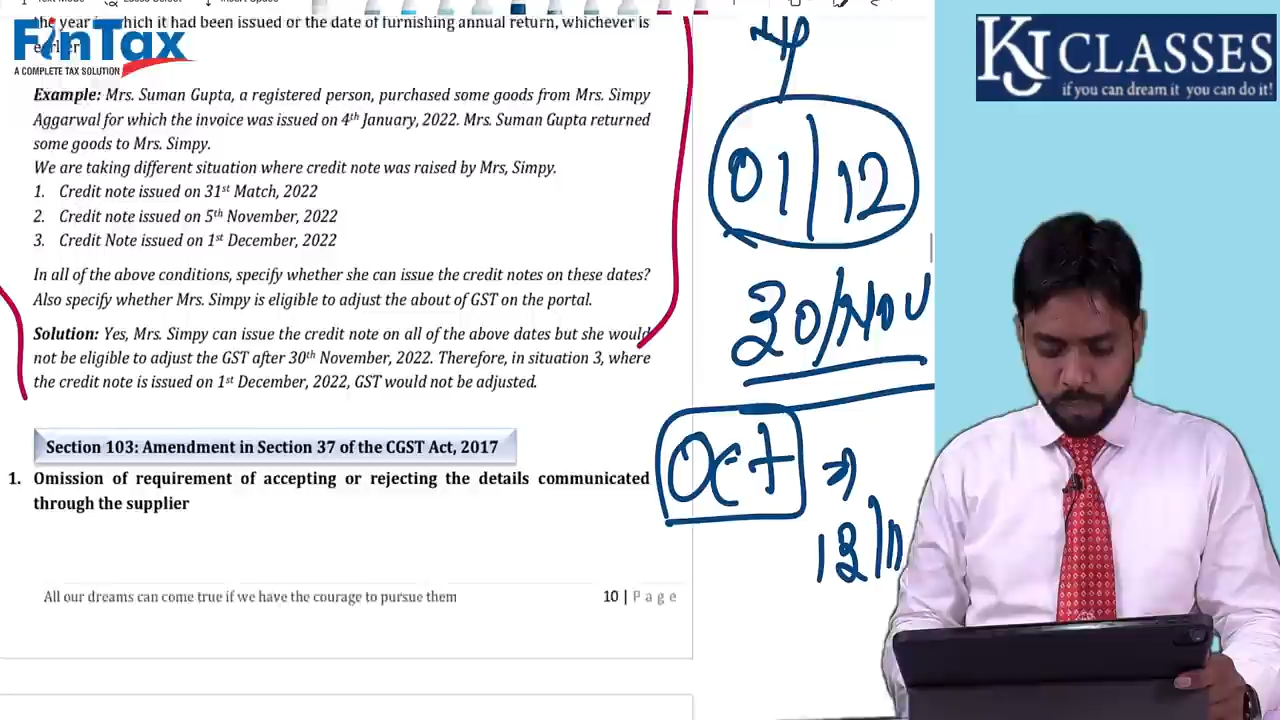 the year in which it had been issued or the date of furnishing annual return, whichever is
FinTax
A COMPLETE TAX SOLUTION
Example: Mrs. Suman Gupta, a registered person, purchased some goods from Mrs. Simpy
Aggarwal for which the invoice was issued on 4th January, 2022. Mrs. Suman Gupta returned
some goods to Mrs. Simpy.
We are taking different situation where credit note was raised by Mrs, Simpy.
1. Credit note issued on 31st Match, 2022
2. Credit note issued on 5th November, 2022
3. Credit Note issued on 1st December, 2022
In all of the above conditions, specify whether she can issue the credit notes on these dates?
Also specify whether Mrs. Simpy is eligible to adjust the about of GST on the portal.
Solution: Yes, Mrs. Simpy can issue the credit note on all of the above dates but she would
not be eligible to adjust the GST after 30th November, 2022. Therefore, in situation 3, where
the credit note is issued on 1st December, 2022, GST would not be adjusted.
Section 103: Amendment in Section 37 of the CGST Act, 2017
1. Omission of requirement of accepting or rejecting the details communicated
through the supplier
All our dreams can come true if we have the courage to pursue them
10 | Page
01/12
30/Nov
Oct ⇒
13/
KJ CLASSES
if you can dream it you can do it!